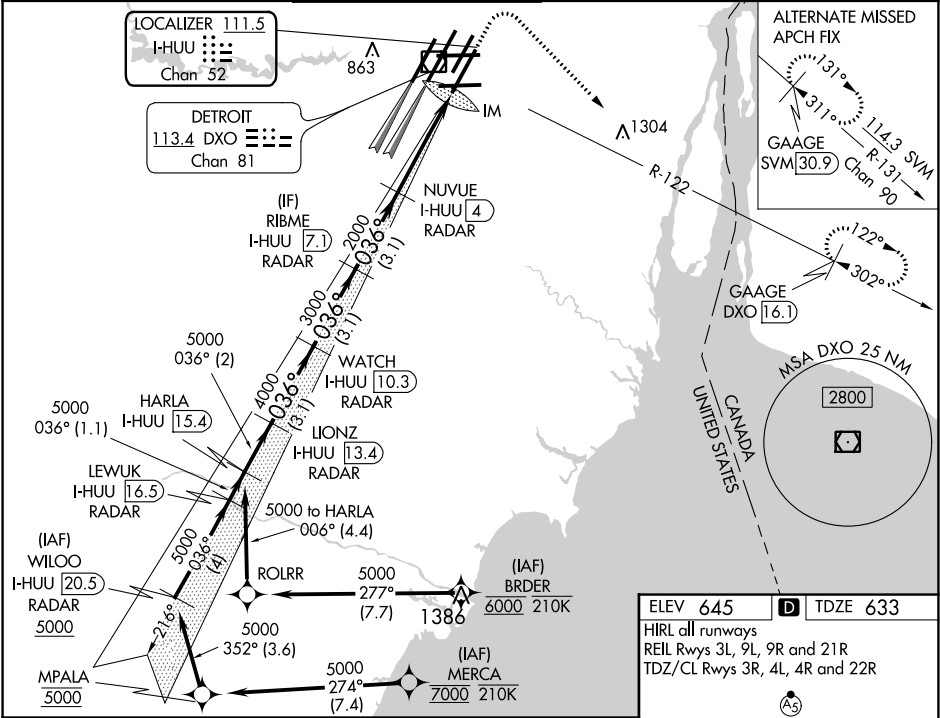 LOCALIZER 111.5
I-HUU
Chan 52
863
DETROIT
113.4 DXO
Chan 81
IM
1304
ALTERNATE MISSED
APCH FIX
131°
311°
GAAGE
SVM 30.9
114.3 SVM
R-131
Chan 90
R-122
122°
302°
GAAGE
DXO 16.1
NUVUE
I-HUU 4
RADAR
(IF)
RIBME
I-HUU 7.1
RADAR
2000
036°
(3.1)
3000
036°
(3.1)
WATCH
I-HUU 10.3
RADAR
5000
036° (2)
4000
036°
(3.1)
HARLA
I-HUU 15.4
LIONZ
I-HUU 13.4
RADAR
5000
036° (1.1)
LEWUK
I-HUU 16.5
RADAR
5000 to HARLA
006° (4.4)
5000
036°
(4)
(IAF)
WILOO
I-HUU 20.5
RADAR
5000
216°
ROLRR
5000
277°
(7.7)
(IAF)
BRDER
6000 210K
1386
5000
352° (3.6)
MPALA
5000
5000
274°
(7.4)
(IAF)
MERCA
7000 210K
CANADA
UNITED STATES
MSA DXO 25 NM
2800
ELEV 645
D
TDZE 633
HIRL all runways
REIL Rwys 3L, 9L, 9R and 21R
TDZ/CL Rwys 3R, 4L, 4R and 22R
A5